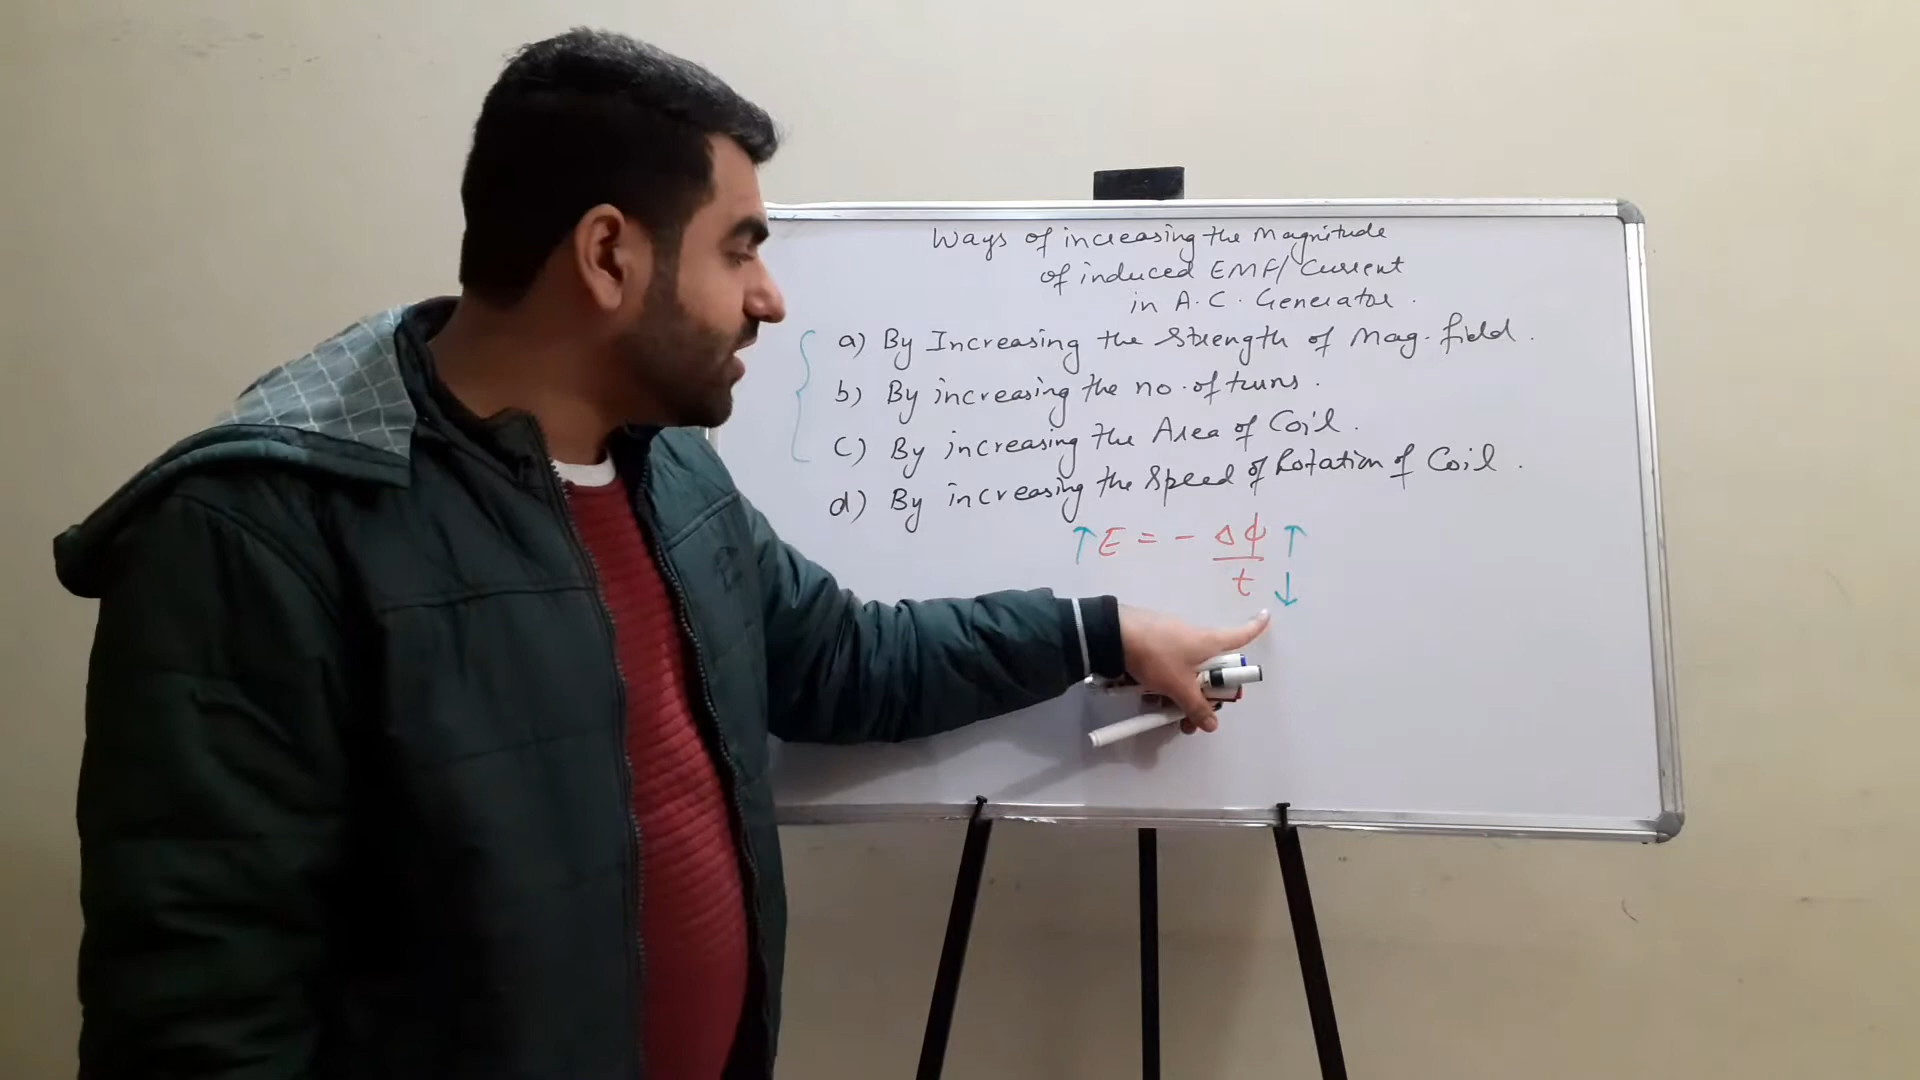 Ways of increasing the Magnitude
of induced EMF/ Current
in A.C. Generator.
a) By Increasing the Strength of Mag. field.
b) By increasing the no. of turns.
c) By increasing the Area of Coil.
d) By increasing the Speed of Rotation of Coil.
↑ E = - Δϕ ↑
t ↓